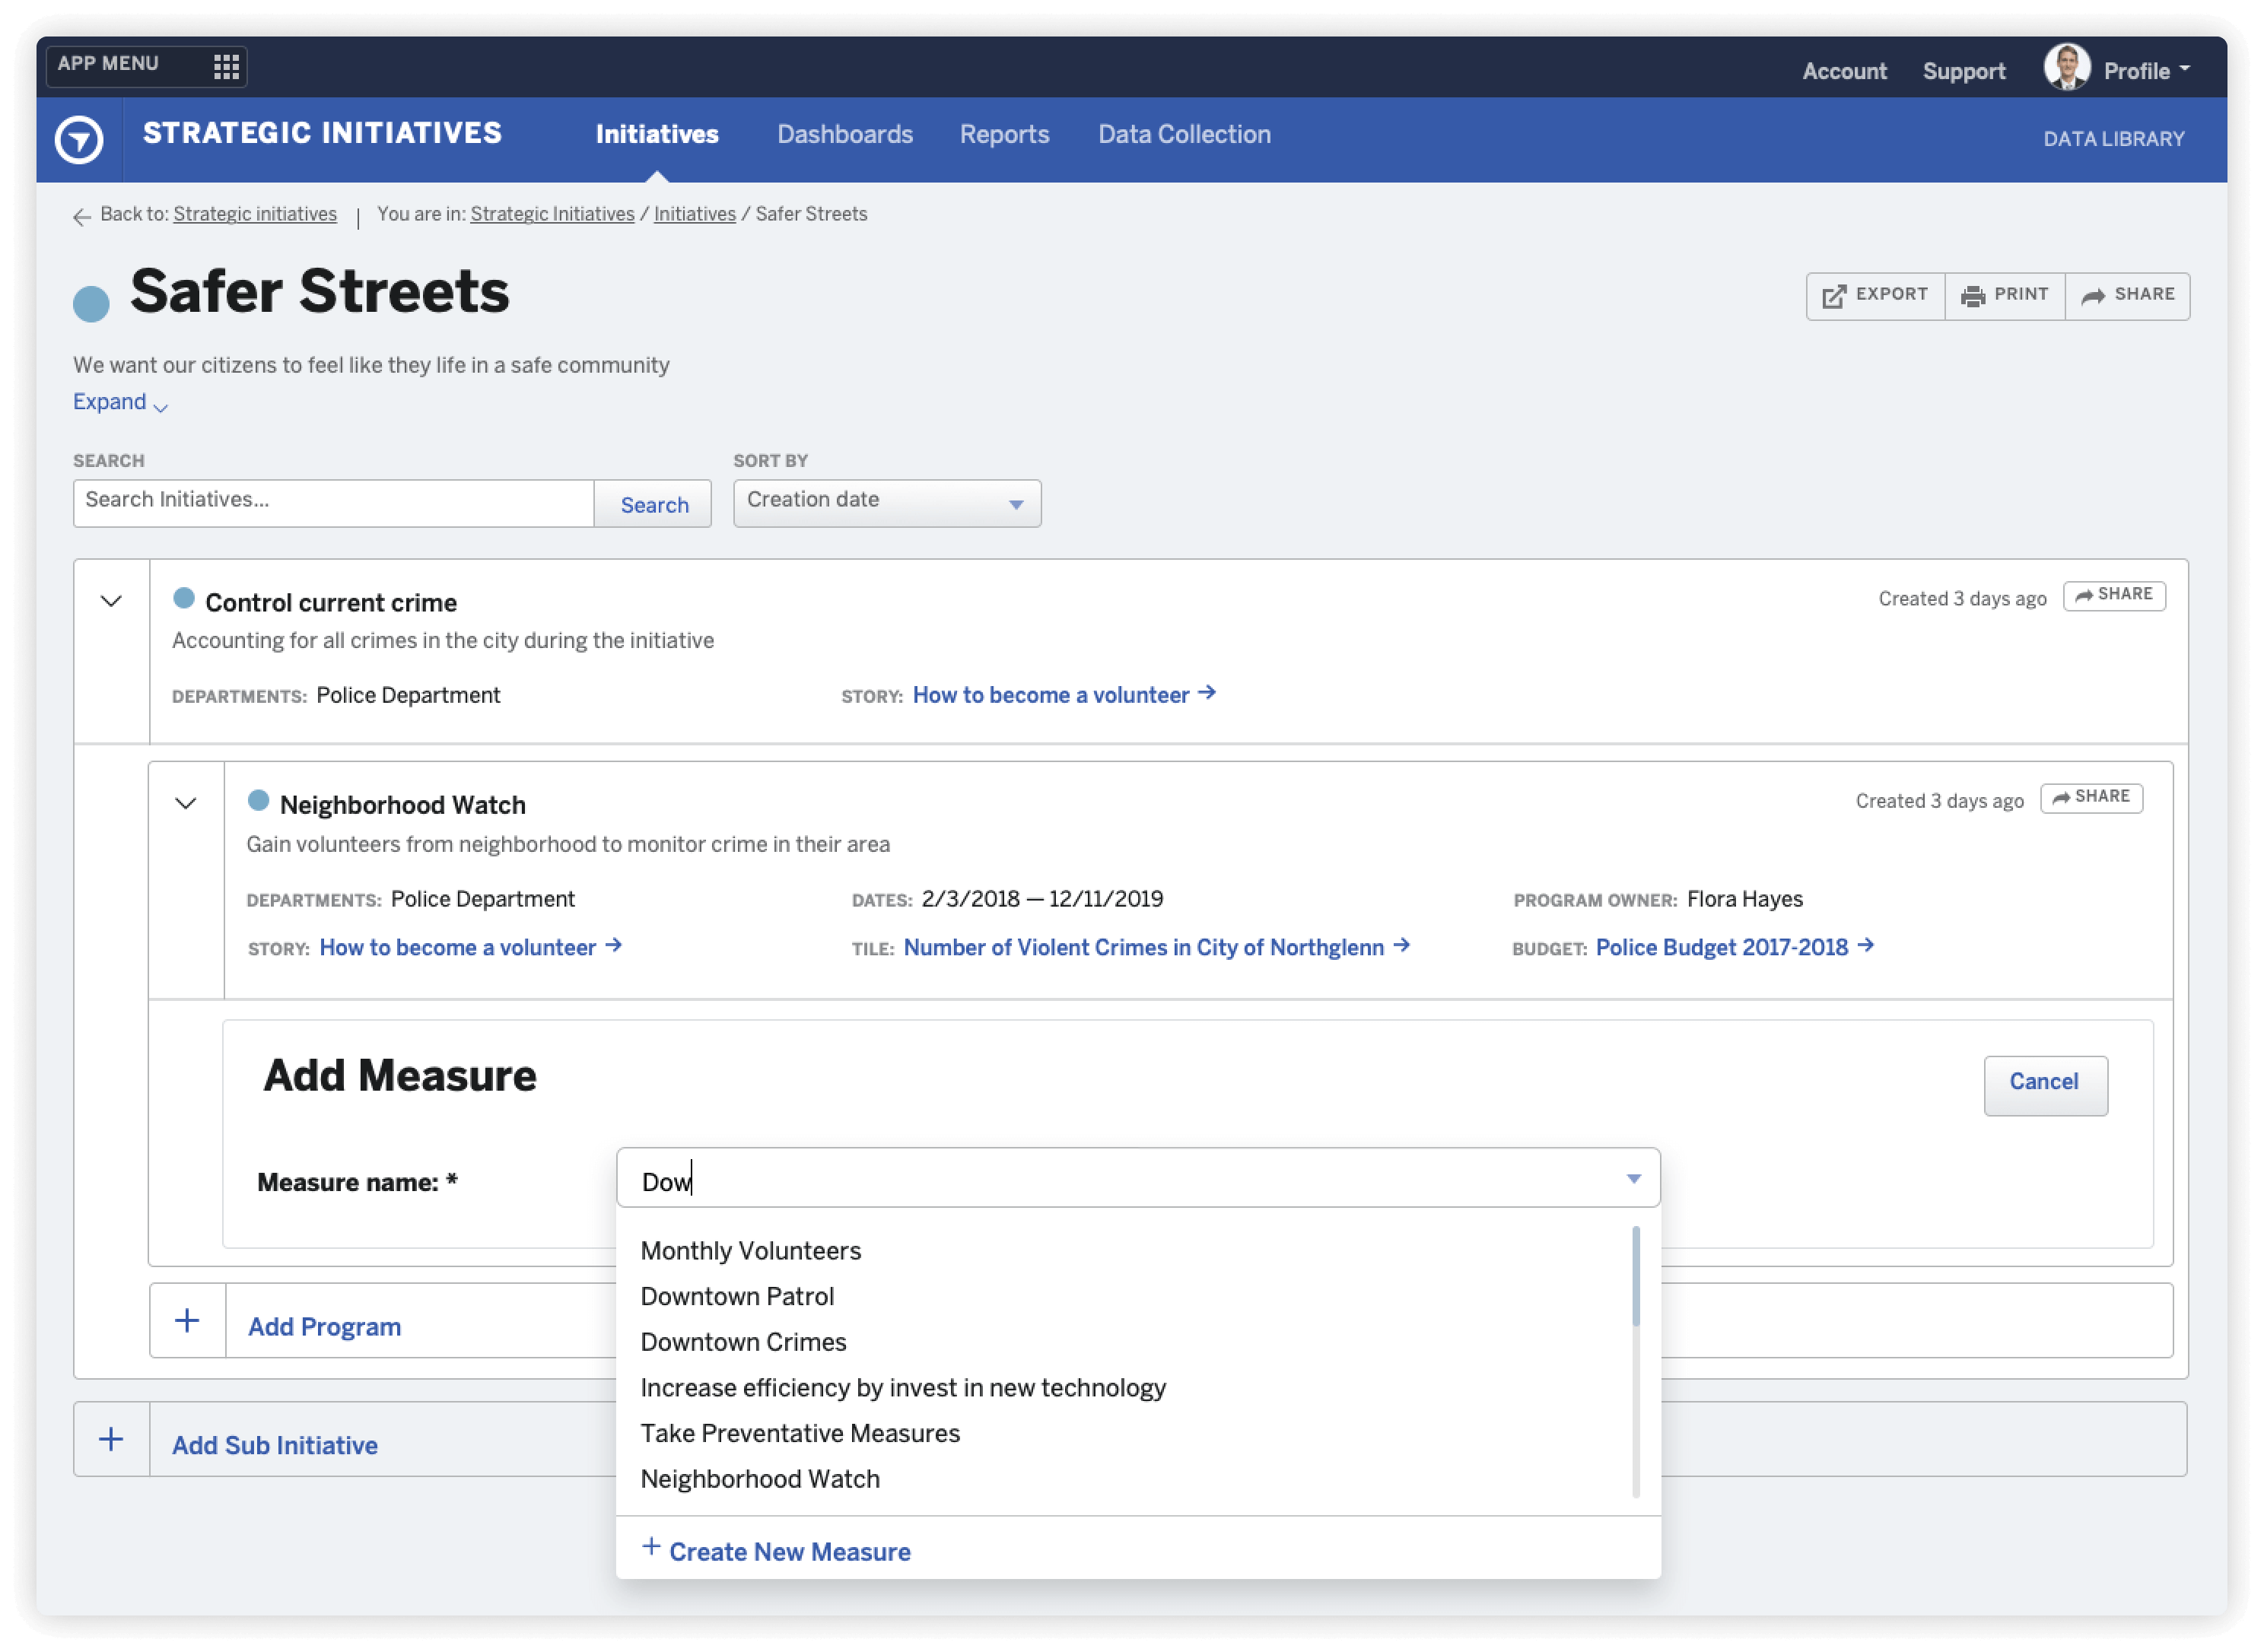 APP MENU
Account Support Profile
STRATEGIC INITIATIVES Initiatives Dashboards Reports Data Collection DATA LIBRARY
Back to: Strategic initiatives | You are in: Strategic Initiatives / Initiatives / Safer Streets
Safer Streets
EXPORT PRINT SHARE
We want our citizens to feel like they life in a safe community
Expand
SEARCH SORT BY
Search Initiatives... Search Creation date
Control current crime Created 3 days ago SHARE
Accounting for all crimes in the city during the initiative
DEPARTMENTS: Police Department STORY: How to become a volunteer →
Neighborhood Watch Created 3 days ago SHARE
Gain volunteers from neighborhood to monitor crime in their area
DEPARTMENTS: Police Department DATES: 2/3/2018 — 12/11/2019 PROGRAM OWNER: Flora Hayes
STORY: How to become a volunteer → TILE: Number of Violent Crimes in City of Northglenn → BUDGET: Police Budget 2017-2018 →
Add Measure Cancel
Measure name: * Dow
Monthly Volunteers
Downtown Patrol
Downtown Crimes
Increase efficiency by invest in new technology
Take Preventative Measures
Neighborhood Watch
+ Create New Measure
+ Add Program
+ Add Sub Initiative